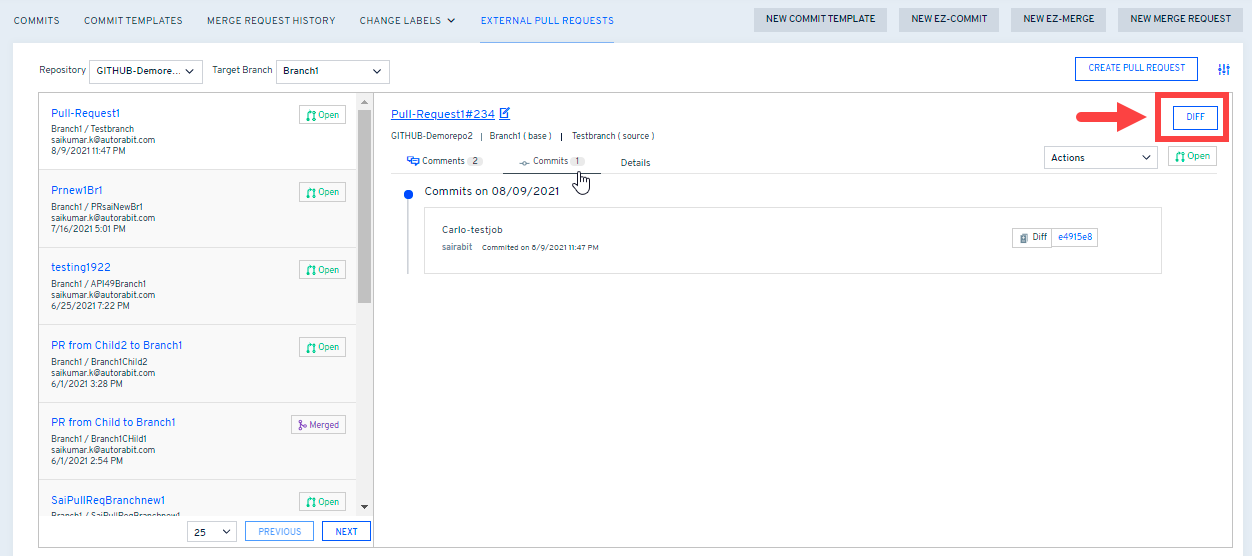 COMMITS COMMIT TEMPLATES MERGE REQUEST HISTORY CHANGE LABELS EXTERNAL PULL REQUESTS NEW COMMIT TEMPLATE NEW EZ-COMMIT NEW EZ-MERGE NEW MERGE REQUEST
Repository GITHUB-Demore... Target Branch Branch1 CREATE PULL REQUEST
Pull-Request1 Open
Branch1 / Testbranch
saikumar.k@autorabit.com
8/9/2021 11:47 PM
Prnew1Br1 Open
Branch1 / PRsaiNewBr1
saikumar.k@autorabit.com
7/16/2021 5:01 PM
testing1922 Open
Branch1 / API49Branch1
saikumar.k@autorabit.com
6/25/2021 7:22 PM
PR from Child2 to Branch1 Open
Branch1 / Branch1Child2
saikumar.k@autorabit.com
6/1/2021 3:28 PM
PR from Child to Branch1 Merged
Branch1 / Branch1CHild1
saikumar.k@autorabit.com
6/1/2021 2:54 PM
SaiPullReqBranchnew1 Open
Branch1 / SaiPullReqBranchnew1
25 PREVIOUS NEXT
Pull-Request1#234 DIFF
GITHUB-Demorepo2 | Branch1 ( base ) | Testbranch ( source )
Comments 2 Commits 1 Details Actions Open
Commits on 08/09/2021
Carlo-testjob
sairabit Commited on 8/9/2021 11:47 PM Diff e4915e8